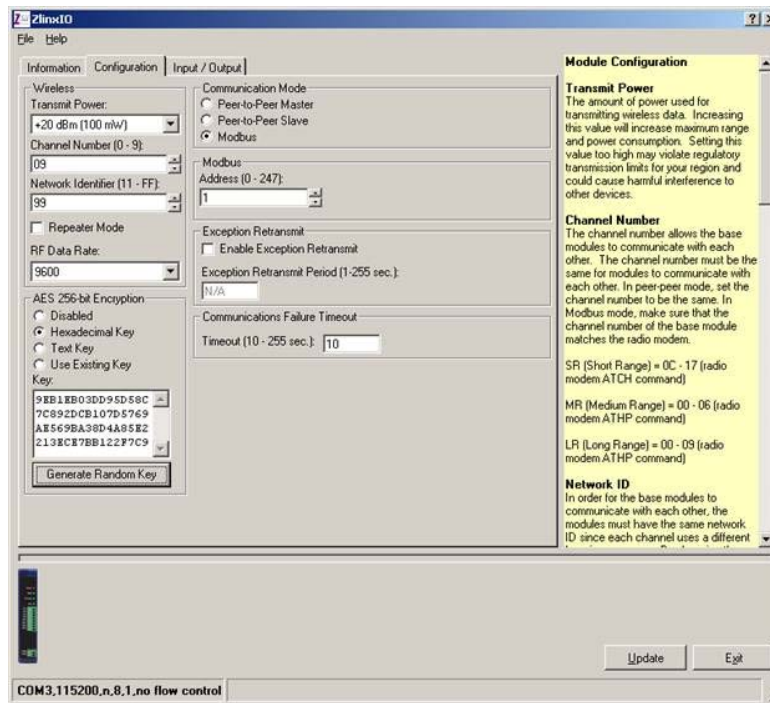 ZlinxIO
File Help
Information Configuration Input / Output
Wireless
Transmit Power:
+20 dBm (100 mW)
Channel Number (0 - 9):
09
Network Identifier (11 - FF):
99
Repeater Mode
RF Data Rate:
9600
AES 256-bit Encryption
Disabled
Hexadecimal Key
Text Key
Use Existing Key
Key:
9EB1EB03DD95D58C
7C892DCB107D5769
AE569BA38D4A85E2
213ECE7BB122F7C9
Generate Random Key
Communication Mode
Peer-to-Peer Master
Peer-to-Peer Slave
Modbus
Modbus
Address (0 - 247):
1
Exception Retransmit
Enable Exception Retransmit
Exception Retransmit Period (1-255 sec.):
N/A
Communications Failure Timeout
Timeout (10 - 255 sec.): 10
Module Configuration
Transmit Power
The amount of power used for
transmitting wireless data. Increasing
this value will increase maximum range
and power consumption. Setting this
value too high may violate regulatory
transmission limits for your region and
could cause harmful interference to
other devices.
Channel Number
The channel number allows the base
modules to communicate with each
other. The channel number must be the
same for modules to communicate with
each other. In peer-peer mode, set the
channel number to be the same. In
Modbus mode, make sure that the
channel number of the base module
matches the radio modem.
SR (Short Range) = 0C - 17 (radio
modem ATCH command)
MR (Medium Range) = 00 - 06 (radio
modem ATHP command)
LR (Long Range) = 00 - 09 (radio
modem ATHP command)
Network ID
In order for the base modules to
communicate with each other, the
modules must have the same network
ID since each channel uses a different
Update Exit
COM3,115200,n,8,1,no flow control